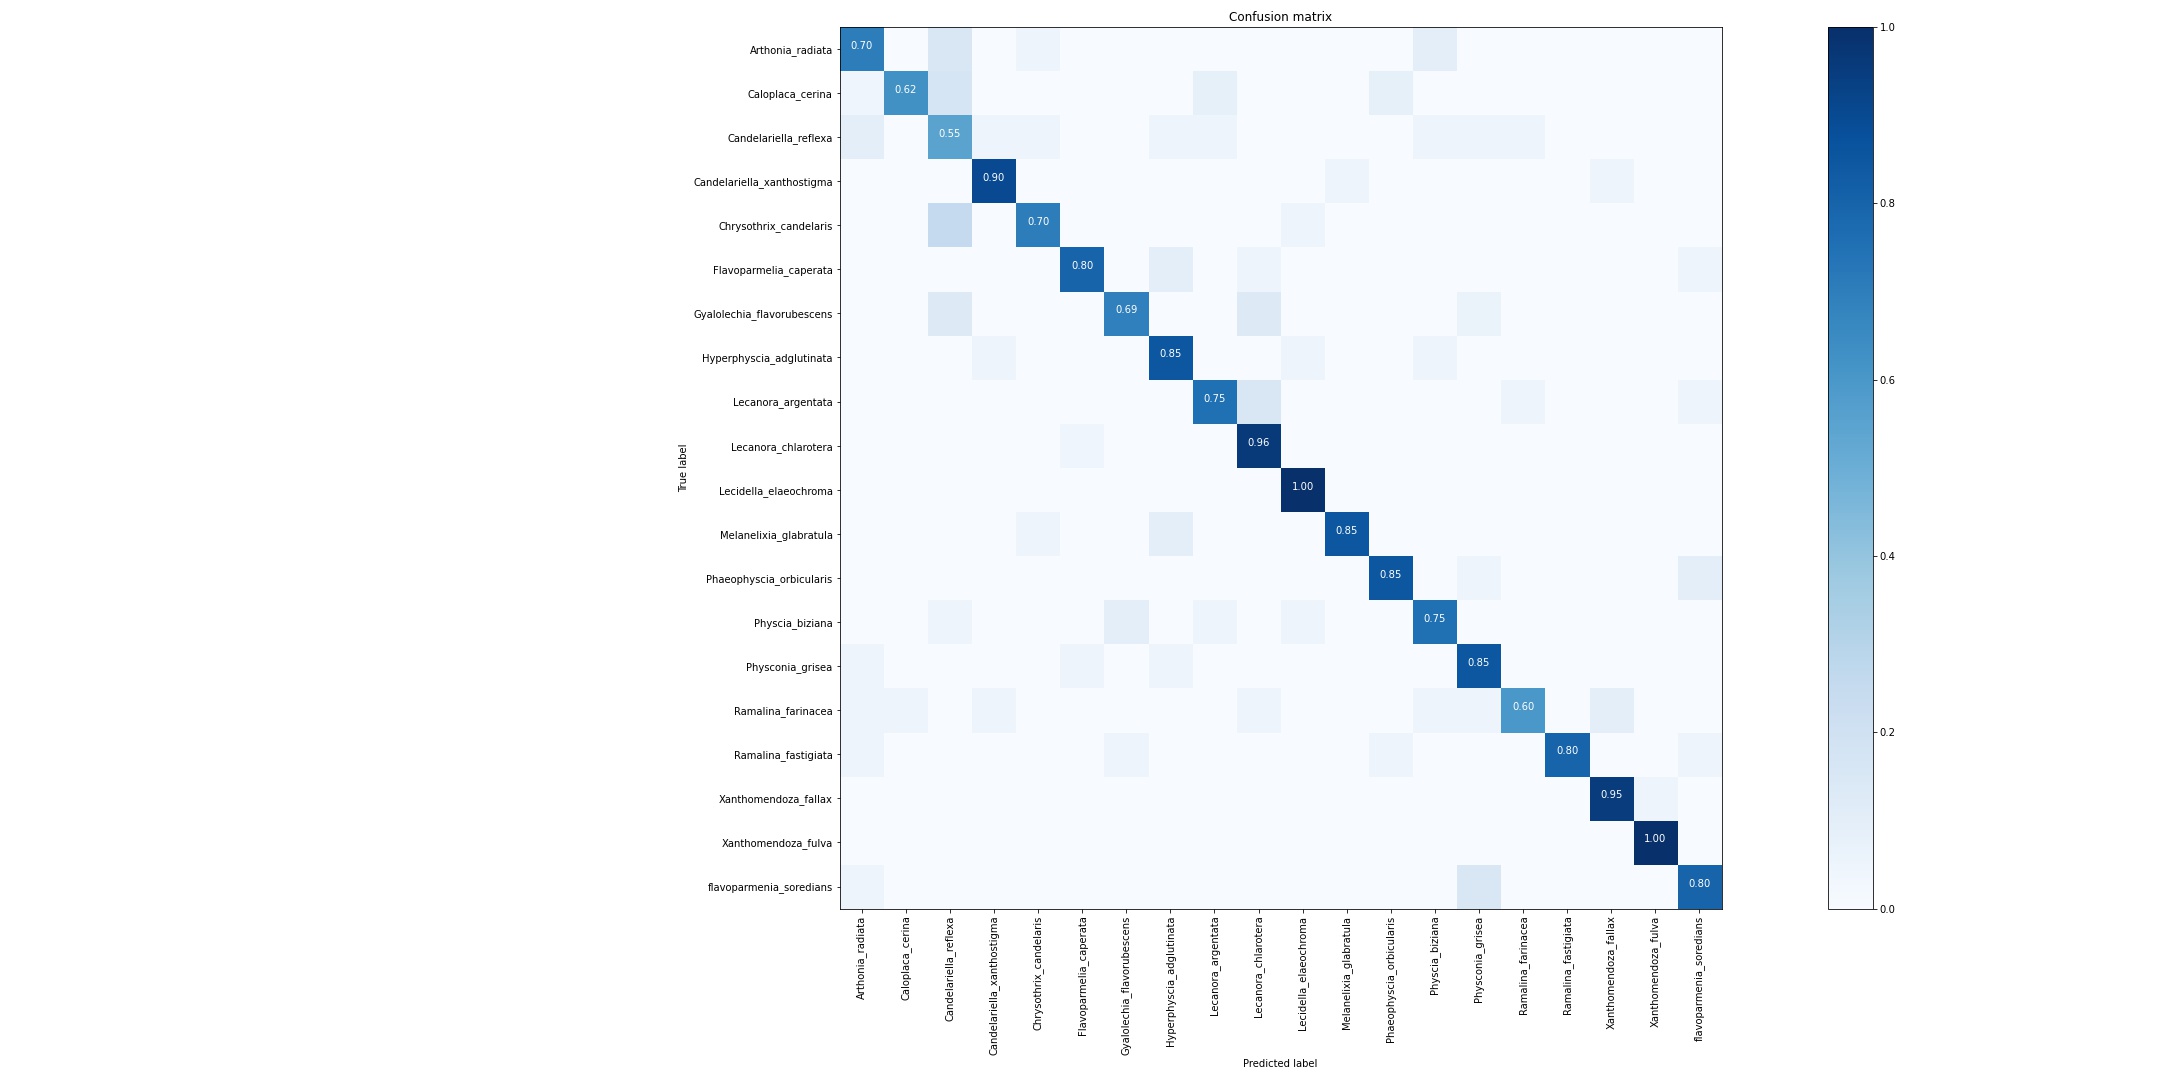 Confusion matrix
Arthonia_radiata
Caloplaca_cerina
Candelariella_reflexa
Candelariella_xanthostigma
Chrysothrix_candelaris
Flavoparmelia_caperata
Gyalolechia_flavorubescens
Hyperphyscia_adglutinata
Lecanora_argentata
Lecanora_chlarotera
Lecidella_elaeochroma
Melanelixia_glabratula
Phaeophyscia_orbicularis
Physcia_biziana
Physconia_grisea
Ramalina_farinacea
Ramalina_fastigiata
Xanthomendoza_fallax
Xanthomendoza_fulva
flavoparmenia_soredians
True label
0.70
0.62
0.55
0.90
0.70
0.80
0.69
0.85
0.75
0.96
1.00
0.85
0.85
0.75
0.85
0.60
0.80
0.95
1.00
0.80
Arthonia_radiata
Caloplaca_cerina
Candelariella_reflexa
Candelariella_xanthostigma
Chrysothrix_candelaris
Flavoparmelia_caperata
Gyalolechia_flavorubescens
Hyperphyscia_adglutinata
Lecanora_argentata
Lecanora_chlarotera
Lecidella_elaeochroma
Melanelixia_glabratula
Phaeophyscia_orbicularis
Physcia_biziana
Physconia_grisea
Ramalina_farinacea
Ramalina_fastigiata
Xanthomendoza_fallax
Xanthomendoza_fulva
flavoparmenia_soredians
Predicted label
1.0
0.8
0.6
0.4
0.2
0.0